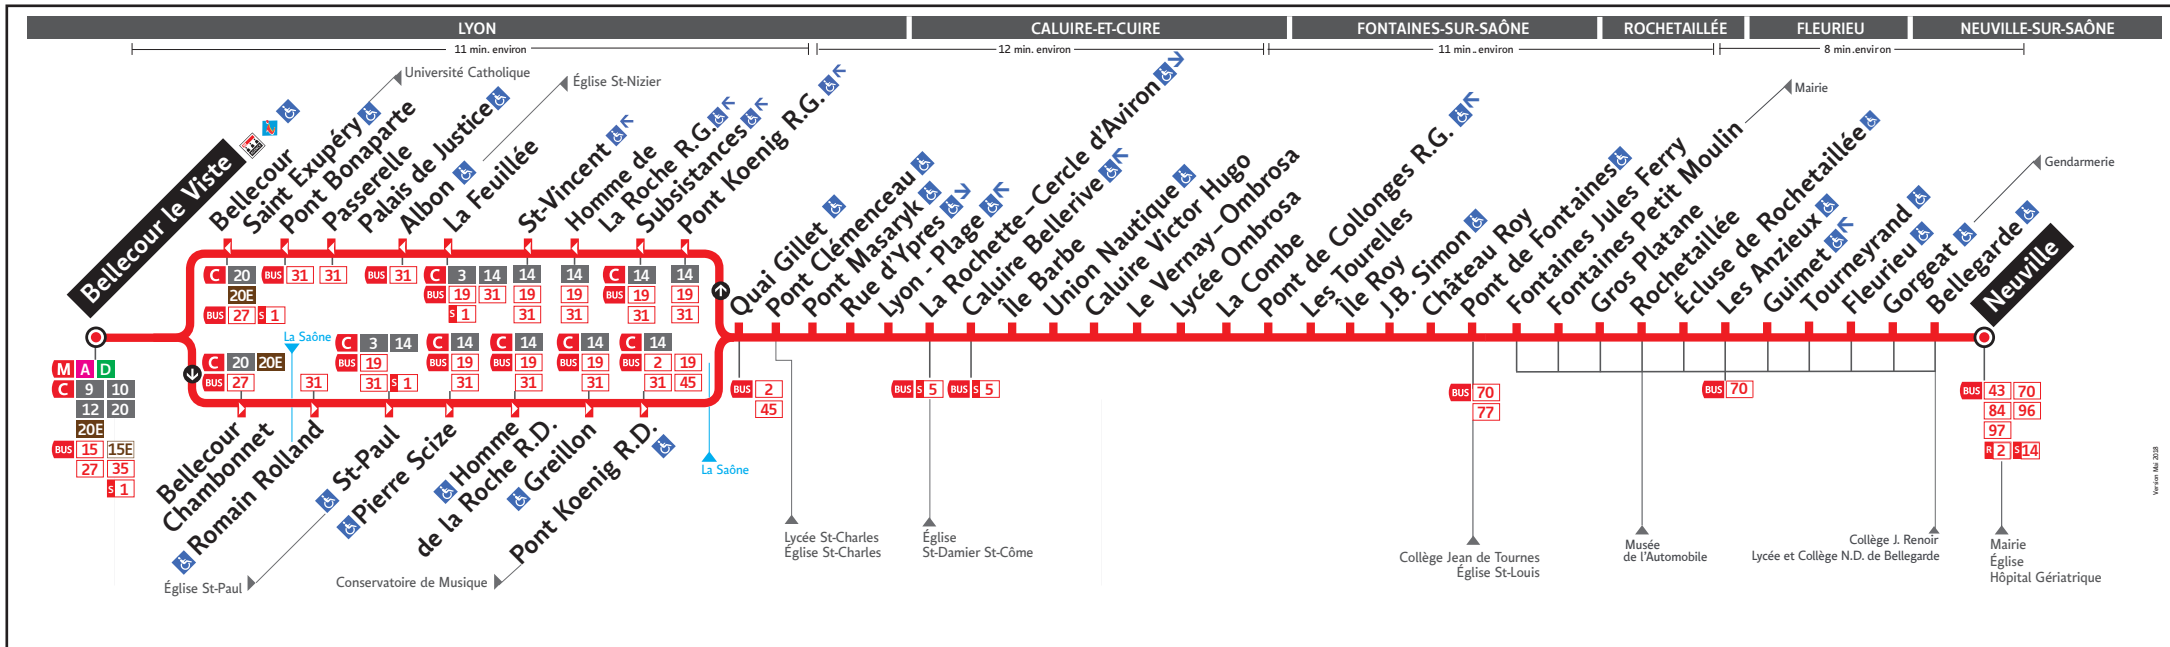 LYON
CALUIRE-ET-CUIRE
FONTAINES-SUR-SAÔNE
ROCHETAILLÉE
FLEURIEU
NEUVILLE-SUR-SAÔNE
11 min. environ
12 min. environ
11 min. environ
8 min.environ
Université Catholique
Église St-Nizier
Mairie
Gendarmerie
Bellecour le Viste
Bellecour
Saint Exupéry
Pont Bonaparte
Passerelle
Palais de Justice
Albon
La Feuillée
St-Vincent
Homme de
La Roche R.G.
Subsistances
Pont Koenig R.G.
Quai Gillet
Pont Clémenceau
Pont Masaryk
Rue d'Ypres
Lyon - Plage
La Rochette–Cercle d'Aviron
Caluire Bellerive
Île Barbe
Union Nautique
Caluire Victor Hugo
Le Vernay–Ombrosa
Lycée Ombrosa
La Combe
Pont de Collonges R.G.
Les Tourelles
Île Roy
J.B. Simon
Château Roy
Pont de Fontaines
Fontaines Jules Ferry
Fontaines Petit Moulin
Gros Platane
Rochetaillée
Écluse de Rochetaillée
Les Anzieux
Guimet
Tourneyrand
Fleurieu
Gorgeat
Bellegarde
Neuville
C 20
20E
BUS 27 S 1
BUS 31
31
BUS 31
C 3 14
BUS 19 31
S 1
14
19
31
14
19
31
C 14
BUS 19
31
14
19
31
La Saône
C 20 20E
BUS 27
31
C 3 14
BUS 19
31 S 1
C 14
BUS 19
31
C 14
BUS 19
31
C 14
BUS 19
31
C 14
BUS 2 19
31 45
La Saône
M A D
C 9 10
12 20
20E
BUS 15 15E
27 35
S 1
BUS 2
45
BUS S 5
BUS S 5
BUS 70
77
BUS 70
BUS 43 70
84 96
97
R 2 S 14
Bellecour
Chambonnet
Romain Rolland
St-Paul
Pierre Scize
Homme
de la Roche R.D.
Greillon
Pont Koenig R.D.
Église St-Paul
Conservatoire de Musique
Lycée St-Charles
Église St-Charles
Église
St-Damier St-Côme
Collège Jean de Tournes
Église St-Louis
Musée
de l'Automobile
Collège J. Renoir
Lycée et Collège N.D. de Bellegarde
Mairie
Église
Hôpital Gériatrique
Version Mai 2018